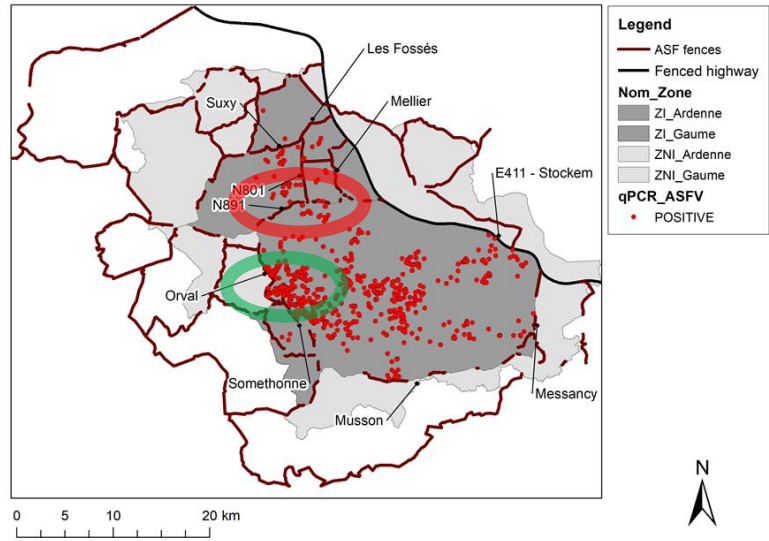 Les Fossés
Suxy
Mellier
N801
N891
E411 - Stockem
Orval
Somethonne
Musson
Messancy
Legend
ASF fences
Fenced highway
Nom_Zone
ZI_Ardenne
ZI_Gaume
ZNI_Ardenne
ZNI_Gaume
qPCR_ASFV
POSITIVE
N
0 5 10 20 km